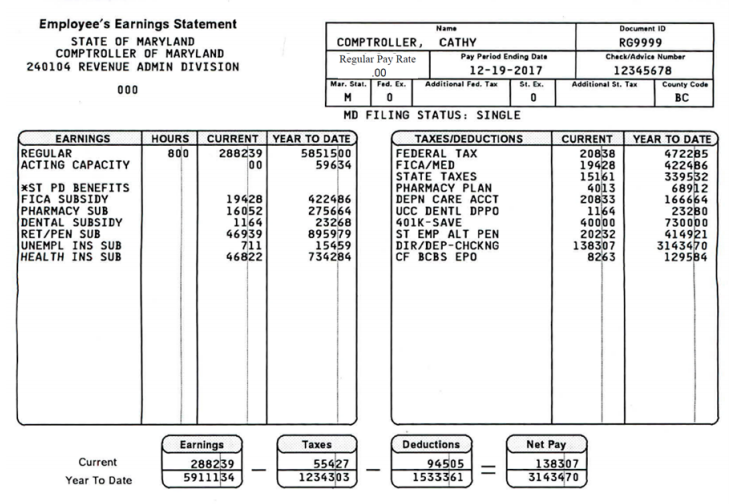 Employee's Earnings Statement
STATE OF MARYLAND
COMPTROLLER OF MARYLAND
240104 REVENUE ADMIN DIVISION
000
Name Document ID
COMPTROLLER, CATHY RG9999
Regular Pay Rate Pay Period Ending Date Check/Advice Number
.00 12-19-2017 12345678
Mar. Stat. Fed. Ex. Additional Fed. Tax St. Ex. Additional St. Tax County Code
M 0 0 BC
MD FILING STATUS: SINGLE
EARNINGS HOURS CURRENT YEAR TO DATE
REGULAR 800 288239 5851500
ACTING CAPACITY 00 59634
*ST PD BENEFITS
FICA SUBSIDY 19428 422486
PHARMACY SUB 16052 275664
DENTAL SUBSIDY 1164 23268
RET/PEN SUB 46939 895979
UNEMPL INS SUB 711 15459
HEALTH INS SUB 46822 734284
TAXES/DEDUCTIONS CURRENT YEAR TO DATE
FEDERAL TAX 20838 472285
FICA/MED 19428 422486
STATE TAXES 15161 339532
PHARMACY PLAN 4013 68912
DEPN CARE ACCT 20833 166664
UCC DENTL DPPO 1164 23280
401K-SAVE 40000 730000
ST EMP ALT PEN 20232 414921
DIR/DEP-CHCKNG 138307 3143470
CF BCBS EPO 8263 129584
Earnings Taxes Deductions Net Pay
Current 288239 — 55427 — 94505 = 138307
Year To Date 5911134 1234303 1533361 3143470